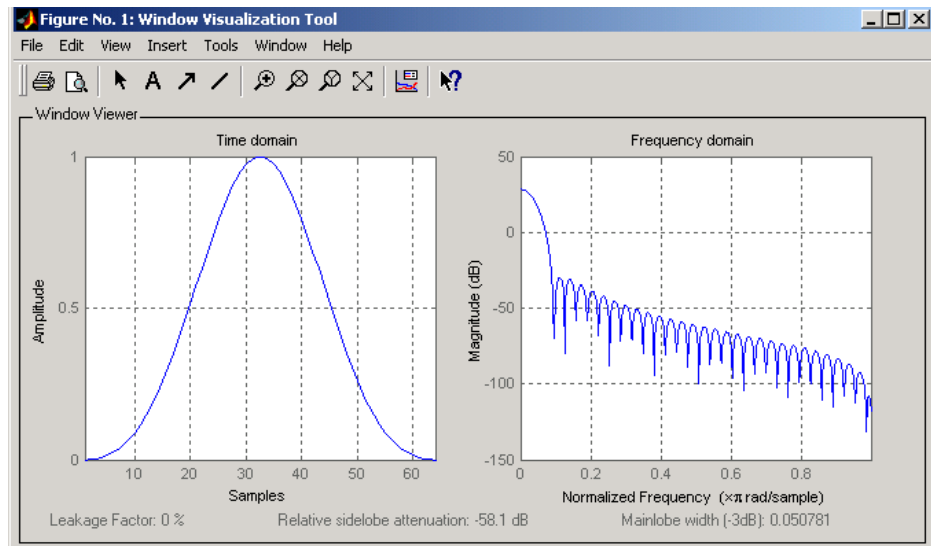 Figure No. 1: Window Visualization Tool
File Edit View Insert Tools Window Help
A
Window Viewer
Time domain
Amplitude
1
0.5
0
10 20 30 40 50 60
Samples
Frequency domain
Magnitude (dB)
50
0
-50
-100
-150
0 0.2 0.4 0.6 0.8
Normalized Frequency (×π rad/sample)
Leakage Factor: 0 % Relative sidelobe attenuation: -58.1 dB Mainlobe width (-3dB): 0.050781